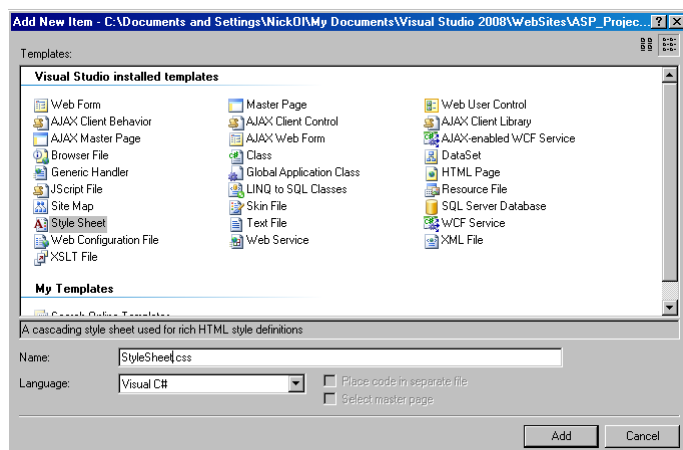 Add New Item - C:\Documents and Settings\NickOl\My Documents\Visual Studio 2008\WebSites\ASP_Projec...
Templates:
Visual Studio installed templates
Web Form Master Page Web User Control
AJAX Client Behavior AJAX Client Control AJAX Client Library
AJAX Master Page AJAX Web Form AJAX-enabled WCF Service
Browser File Class DataSet
Generic Handler Global Application Class HTML Page
JScript File LINQ to SQL Classes Resource File
Site Map Skin File SQL Server Database
Style Sheet Text File WCF Service
Web Configuration File Web Service XML File
XSLT File
My Templates
Search Online Templates
A cascading style sheet used for rich HTML style definitions
Name: StyleSheet.css
Language: Visual C# Place code in separate file
Select master page
Add Cancel